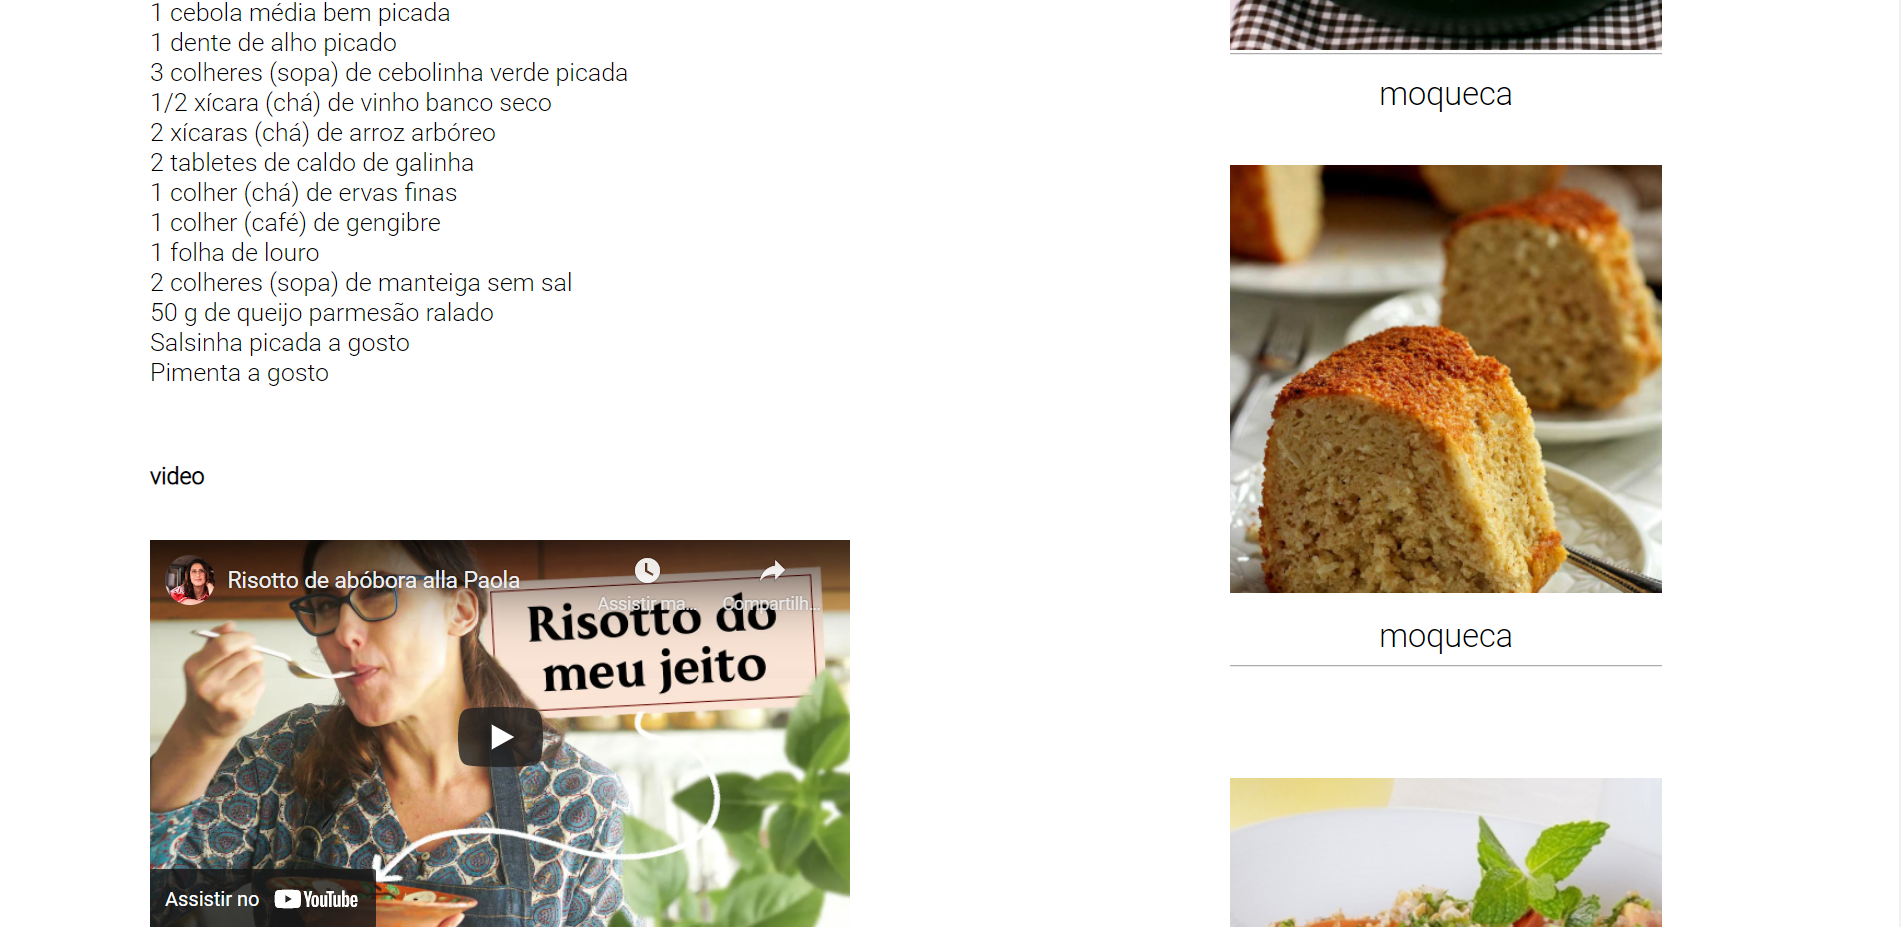 1 cebola média bem picada
1 dente de alho picado
3 colheres (sopa) de cebolinha verde picada
1/2 xícara (chá) de vinho banco seco
2 xícaras (chá) de arroz arbóreo
2 tabletes de caldo de galinha
1 colher (chá) de ervas finas
1 colher (café) de gengibre
1 folha de louro
2 colheres (sopa) de manteiga sem sal
50 g de queijo parmesão ralado
Salsinha picada a gosto
Pimenta a gosto
video
Risotto de abóbora alla Paola
Assistir ma...
Compartilh...
Risotto do
meu jeito
Assistir no YouTube
moqueca
moqueca